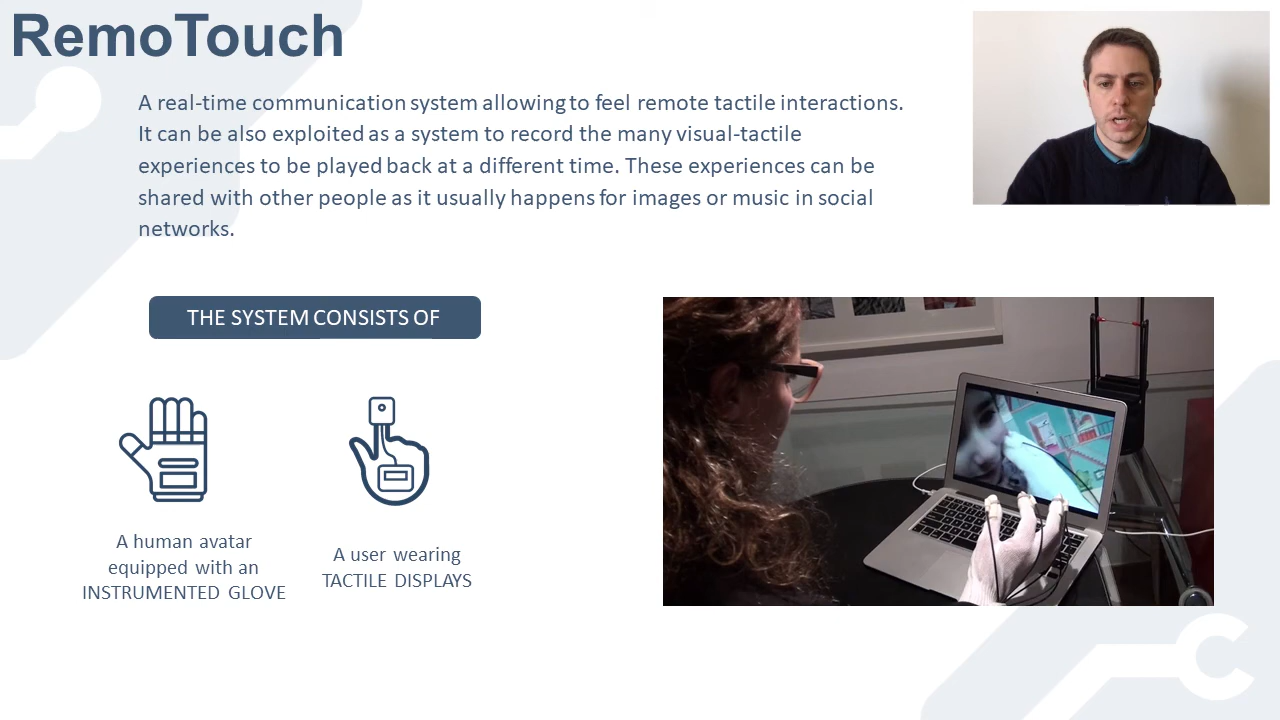 RemoTouch
A real-time communication system allowing to feel remote tactile interactions.
It can be also exploited as a system to record the many visual-tactile
experiences to be played back at a different time. These experiences can be
shared with other people as it usually happens for images or music in social
networks.
THE SYSTEM CONSISTS OF
A human avatar
equipped with an
INSTRUMENTED GLOVE
A user wearing
TACTILE DISPLAYS